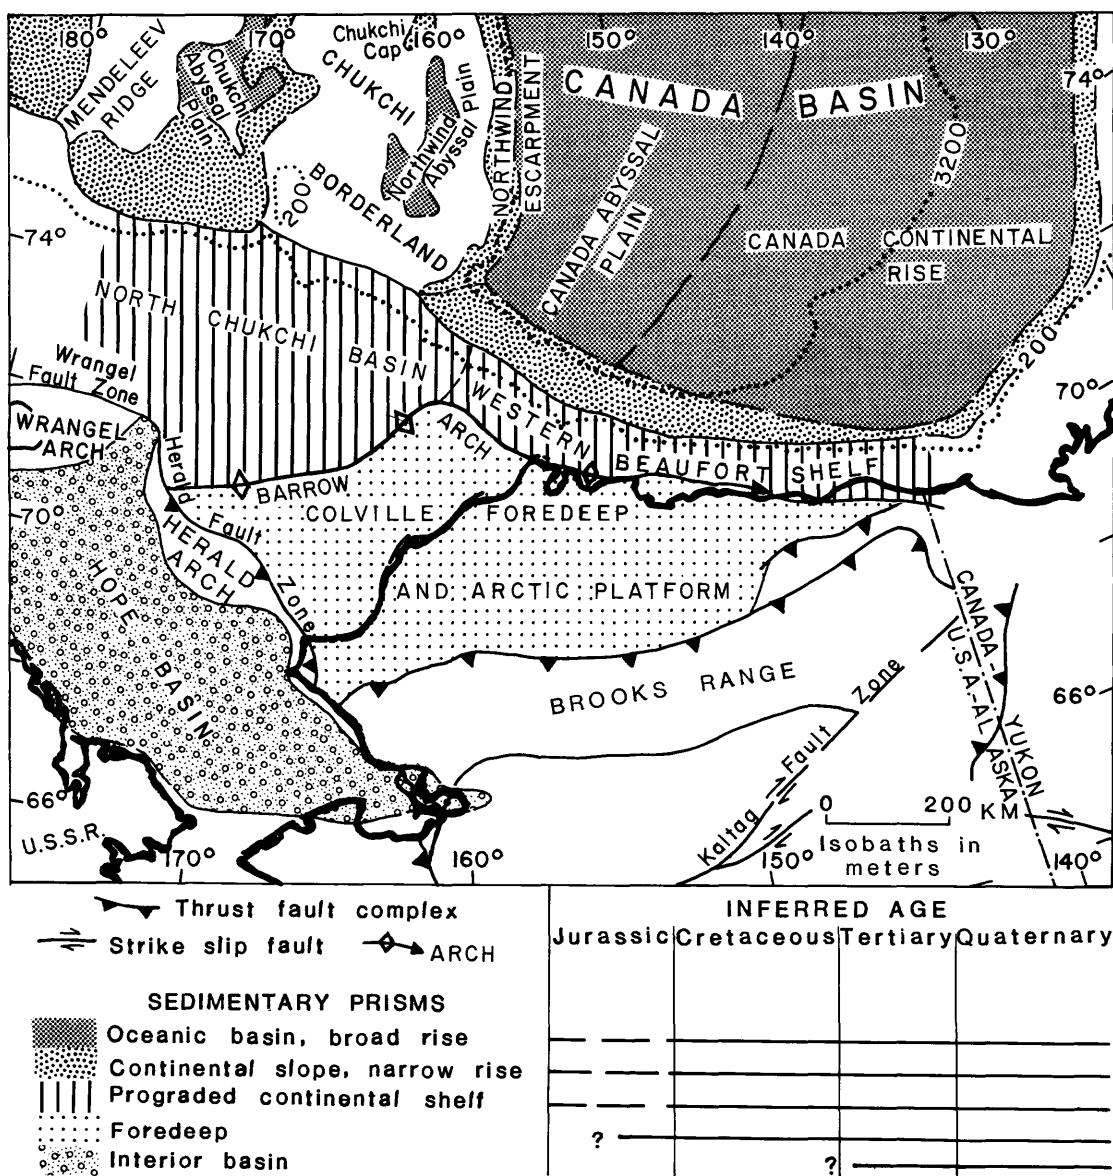 180°
170°
160°
150°
140°
130°
MENDELEEV
RIDGE
Chukchi
Abyssal
Plain
Chukchi
Cap
CHUKCHI
BORDERLAND
Northwind
Abyssal Plain
NORTHWIND
ESCARPMENT
CANADA BASIN
CANADA ABYSSAL
PLAIN
CANADA CONTINENTAL
RISE
3200
200
200
74°
74°
NORTH CHUKCHI BASIN
WESTERN
BEAUFORT SHELF
Wrangel
Fault Zone
WRANGEL
ARCH
70°
70°
Herald
Fault
Zone
HERALD
ARCH
BARROW
ARCH
COLVILLE FOREDEEP
AND ARCTIC PLATFORM
HOPE
BASIN
BROOKS RANGE
CANADA YUKON
U.S.A.-ALASKA
Kaltag Fault Zone
66°
66°
U.S.S.R.
0 200 KM
Isobaths in
meters
170°
160°
150°
140°
Thrust fault complex
Strike slip fault
ARCH
SEDIMENTARY PRISMS
Oceanic basin, broad rise
Continental slope, narrow rise
Prograded continental shelf
Foredeep
Interior basin
INFERRED AGE
Jurassic Cretaceous Tertiary Quaternary
?
?